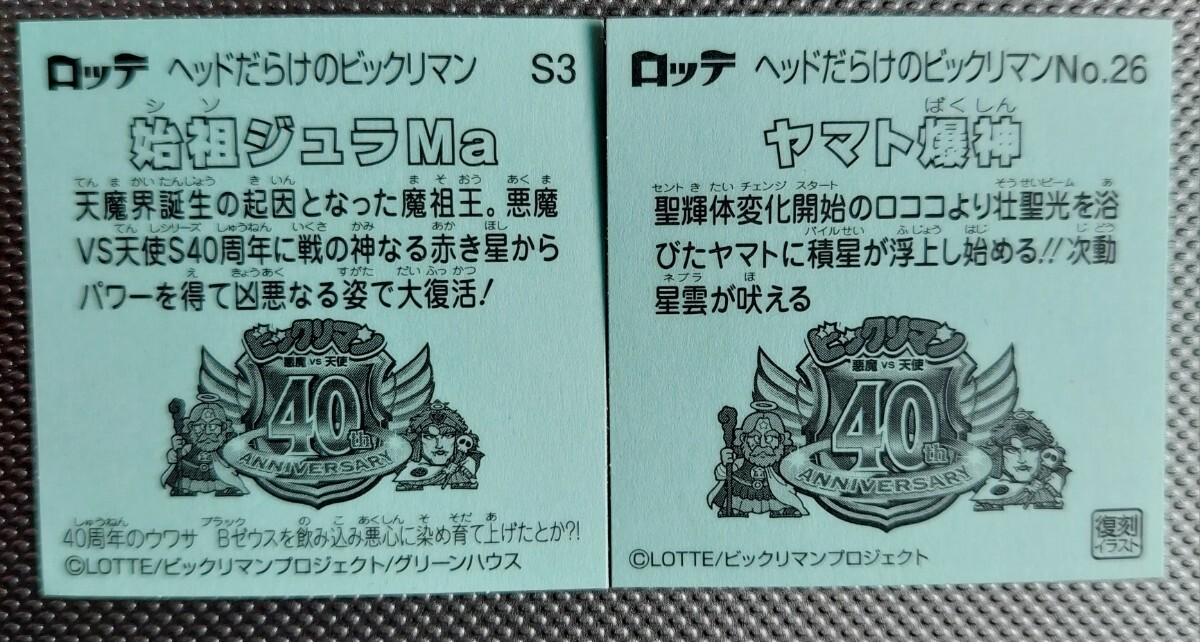 ロッテ ヘッドだらけのビックリマン S3
シソ
始祖ジュラMa
てんまかいたんじょう きいん まそおう あくま
天魔界誕生の起因となった魔祖王。悪魔
てんしシリーズ しゅうねん いくさ かみ あか ほし
VS天使S40周年に戦の神なる赤き星から
え きょうあく すがた だいふっかつ
パワーを得て凶悪なる姿で大復活!
ビックリマン
悪魔 VS 天使
40th
ANNIVERSARY
しゅうねん ブラック の こ あくしん そ そだ あ
40周年のウワサ Bゼウスを飲み込み悪心に染め育て上げたとか?!
©LOTTE/ビックリマンプロジェクト/グリーンハウス
ロッテ ヘッドだらけのビックリマン No.26
ばくしん
ヤマト爆神
セントきたいチェンジ スタート そうせいビーム あ
聖輝体変化開始のロココより壮聖光を浴
パイルせい ふじょう はじ じどう
びたヤマトに積星が浮上し始める!!次動
ネブラ ほ
星雲が吠える
ビックリマン
悪魔 VS 天使
40th
ANNIVERSARY
復刻
イラスト
©LOTTE/ビックリマンプロジェクト